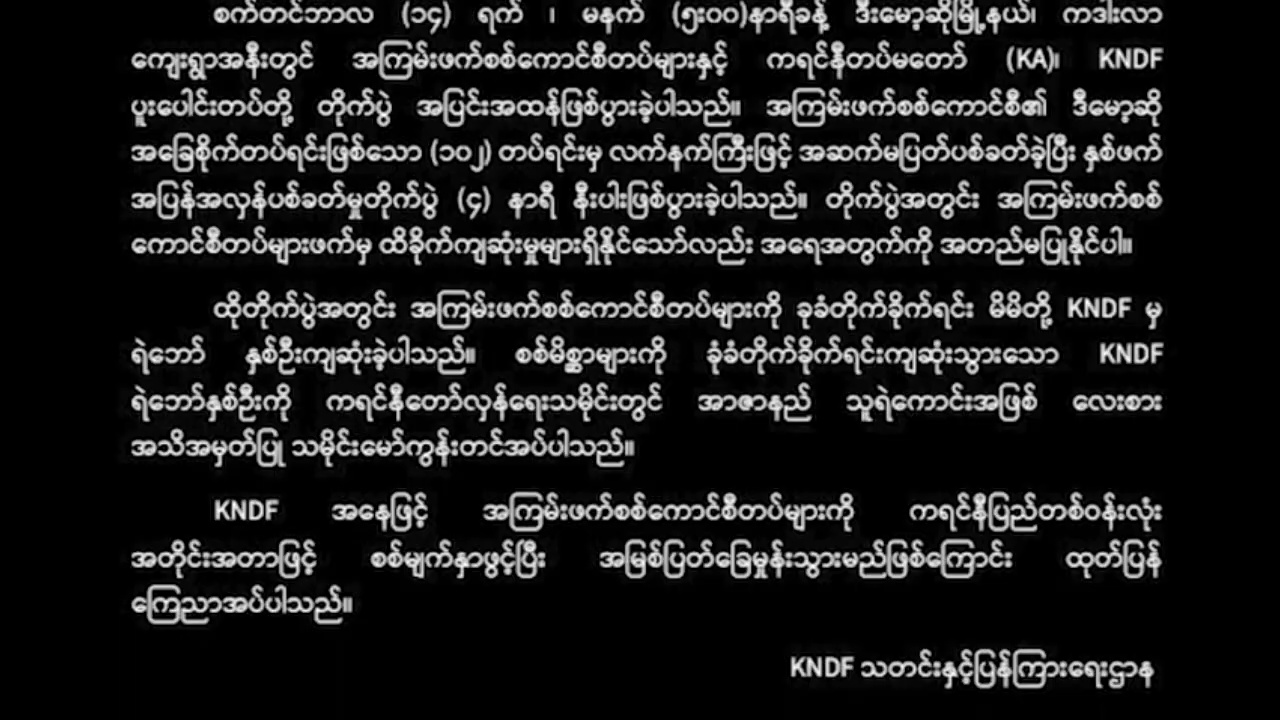 စက်တင်ဘာလ (၁၄) ရက် ၊ မနက် (၅း၀၀)နာရီခန့် ဒီးမော့ဆိုမြို့နယ်၊ ကဒါးလာ
ကျေးရွာအနီးတွင် အကြမ်းဖက်စစ်ကောင်စီတပ်များနှင့် ကရင်နီတပ်မတော် (KA)၊ KNDF
ပူးပေါင်းတပ်တို့ တိုက်ပွဲ အပြင်းအထန်ဖြစ်ပွားခဲ့ပါသည်။ အကြမ်းဖက်စစ်ကောင်စီ၏ ဒီမော့ဆို
အခြေစိုက်တပ်ရင်းဖြစ်သော (၁၀၂) တပ်ရင်းမှ လက်နက်ကြီးဖြင့် အဆက်မပြတ်ပစ်ခတ်ခဲ့ပြီး နှစ်ဖက်
အပြန်အလှန်ပစ်ခတ်မှုတိုက်ပွဲ (၄) နာရီ နီးပါးဖြစ်ပွားခဲ့ပါသည်။ တိုက်ပွဲအတွင်း အကြမ်းဖက်စစ်
ကောင်စီတပ်များဖက်မှ ထိခိုက်ကျဆုံးမှုများရှိနိုင်သော်လည်း အရေအတွက်ကို အတည်မပြုနိုင်ပါ။
ထိုတိုက်ပွဲအတွင်း အကြမ်းဖက်စစ်ကောင်စီတပ်များကို ခုခံတိုက်ခိုက်ရင်း မိမိတို့ KNDF မှ
ရဲဘော် နှစ်ဦးကျဆုံးခဲ့ပါသည်။ စစ်မိစ္ဆာများကို ခုံခံတိုက်ခိုက်ရင်းကျဆုံးသွားသော KNDF
ရဲဘော်နှစ်ဦးကို ကရင်နီတော်လှန်ရေးသမိုင်းတွင် အာဇာနည် သူရဲကောင်းအဖြစ် လေးစား
အသိအမှတ်ပြု သမိုင်းမော်ကွန်းတင်အပ်ပါသည်။
KNDF အနေဖြင့် အကြမ်းဖက်စစ်ကောင်စီတပ်များကို ကရင်နီပြည်တစ်ဝန်းလုံး
အတိုင်းအတာဖြင့် စစ်မျက်နှာဖွင့်ပြီး အမြစ်ပြတ်ခြေမှုန်းသွားမည်ဖြစ်ကြောင်း ထုတ်ပြန်
ကြေညာအပ်ပါသည်။
KNDF သတင်းနှင့်ပြန်ကြားရေးဌာန